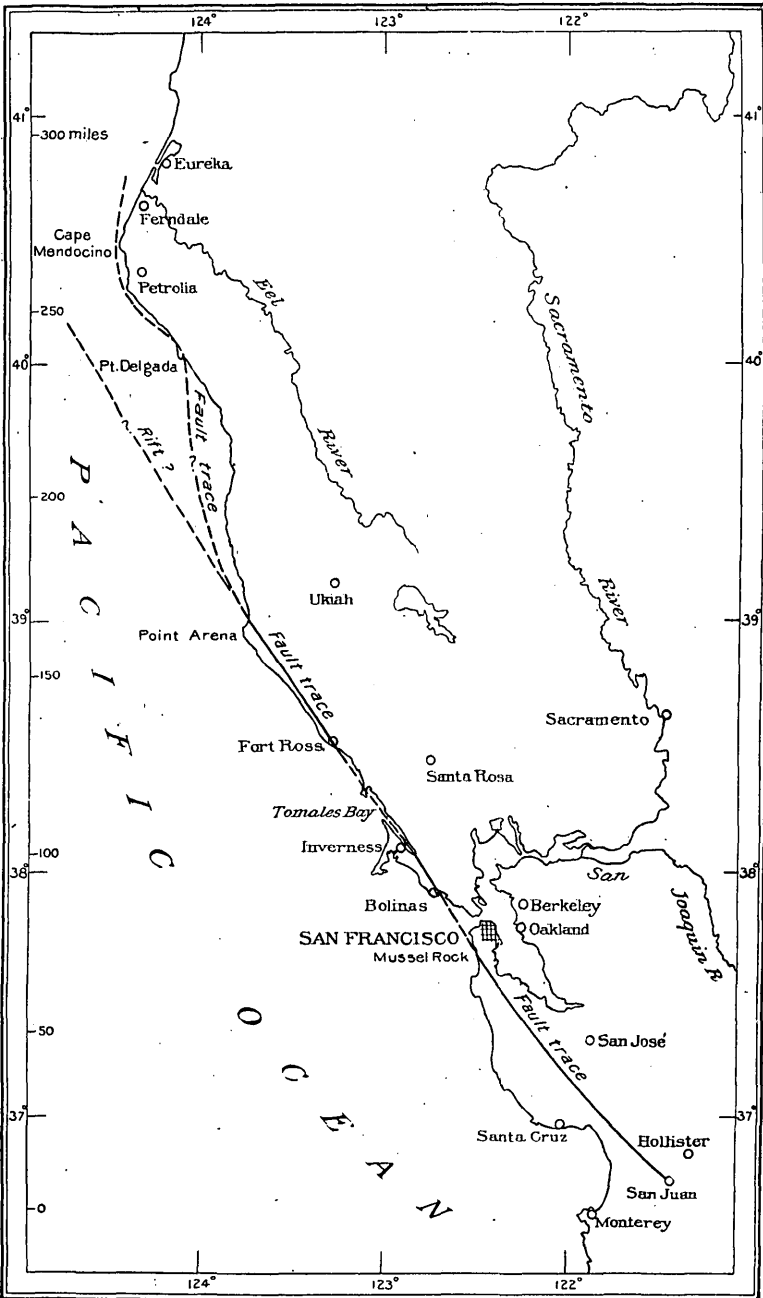 124° 123° 122°
41° 41°
300 miles
Eureka
Ferndale
Cape
Mendocino
Petrolia
Eel
River
Sacramento
River
250
40° 40°
Pt. Delgada
Fault trace
Rift ?
200
PACIFIC
OCEAN
Ukiah
39° 39°
Point Arena
Fault trace
150
Sacramento
Fort Ross
Santa Rosa
Tomales Bay
Inverness
100
38° 38°
San
Joaquin R
Bolinas
Berkeley
SAN FRANCISCO
Oakland
Mussel Rock
Fault trace
50
San José
37° 37°
Santa Cruz
Hollister
San Juan
0
Monterey
124° 123° 122°